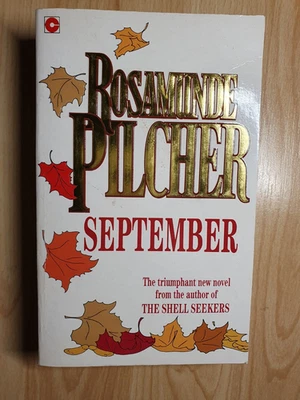 ROSAMUNDE
PILCHER
SEPTEMBER
The triumphant new novel
from the author of
THE SHELL SEEKERS